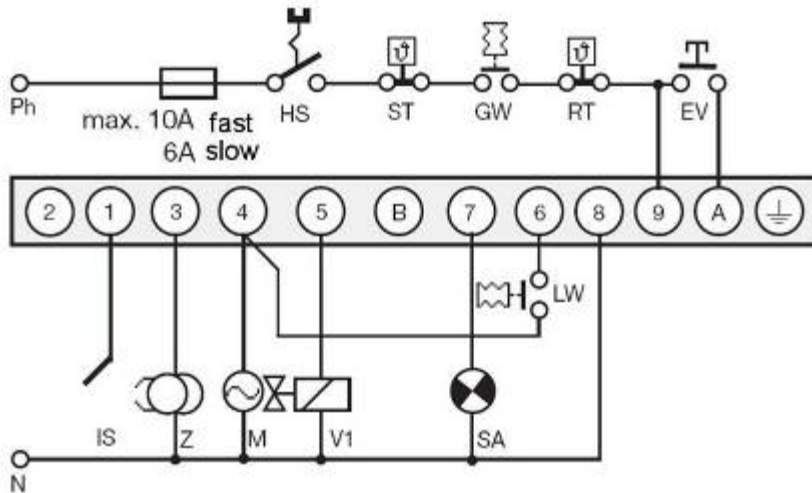 Ph
max. 10A fast
6A slow
HS ST GW RT EV
2 1 3 4 5 B 7 6 8 9 A
LW
IS Z M V1 SA
N